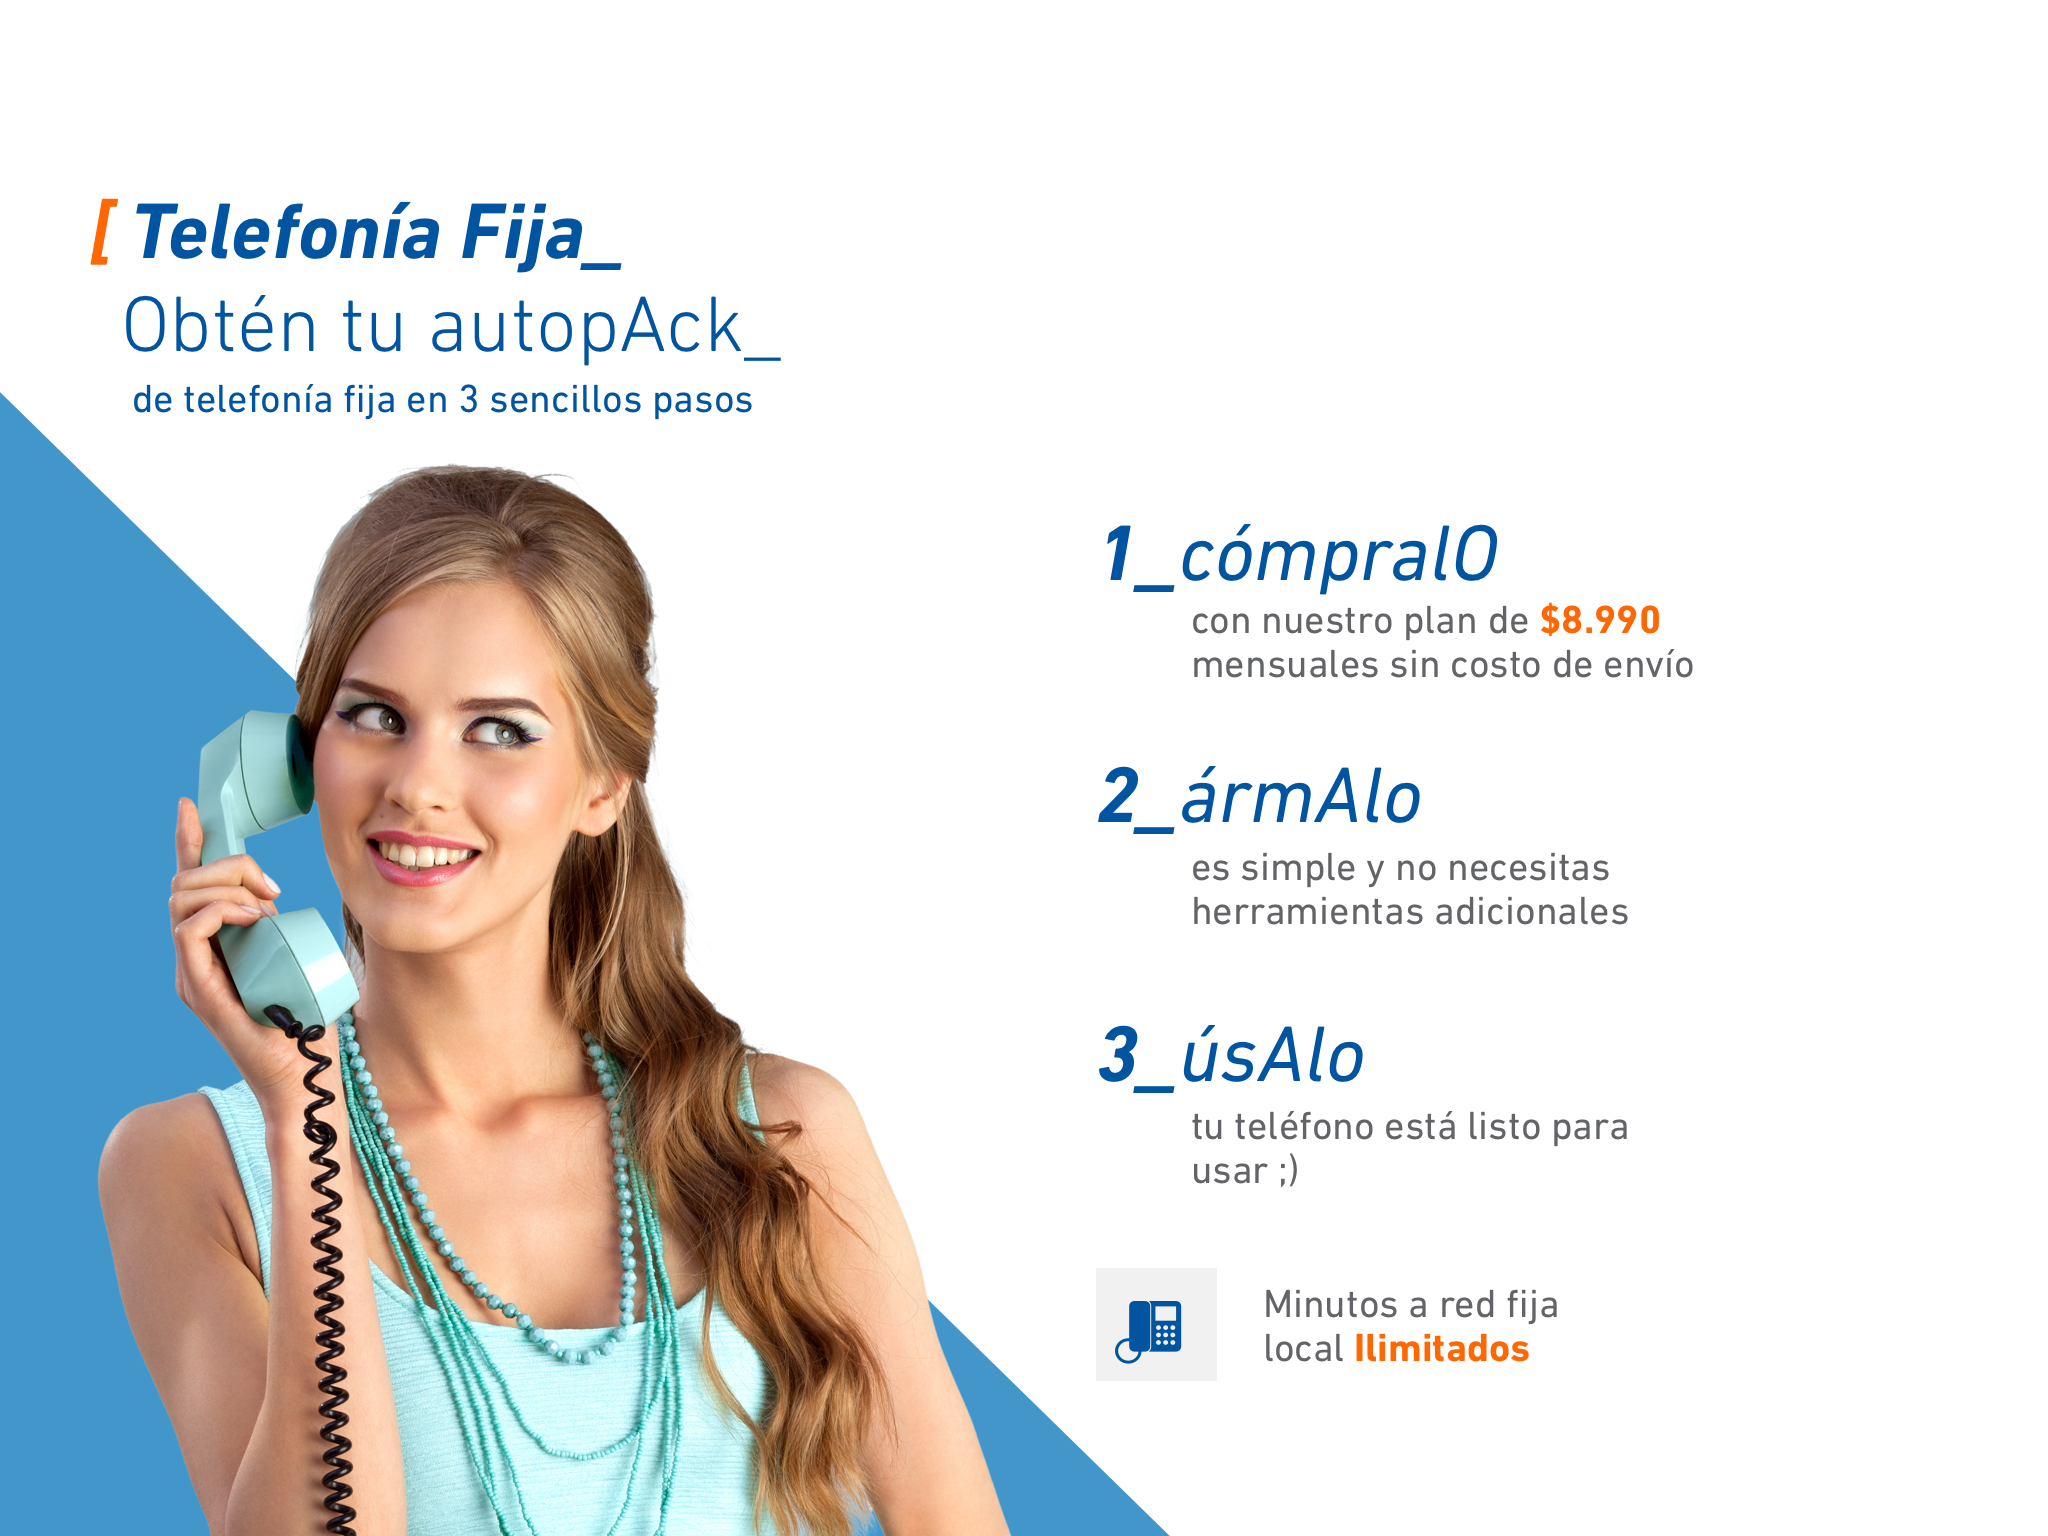 [ Telefonía Fija_
Obtén tu autopAck_
de telefonía fija en 3 sencillos pasos
1_cómpralO
con nuestro plan de $8.990
mensuales sin costo de envío
2_ármAlo
es simple y no necesitas
herramientas adicionales
3_úsAlo
tu teléfono está listo para
usar ;)
Minutos a red fija
local Ilimitados